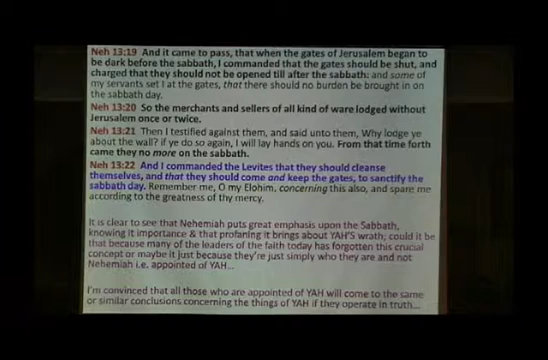 Neh 13:19 And it came to pass, that when the gates of Jerusalem began to
be dark before the sabbath, I commanded that the gates should be shut, and
charged that they should not be opened till after the sabbath: and some of
my servants set I at the gates, that there should no burden be brought in on
the sabbath day.
Neh 13:20 So the merchants and sellers of all kind of ware lodged without
Jerusalem once or twice.
Neh 13:21 Then I testified against them, and said unto them, Why lodge ye
about the wall? if ye do so again, I will lay hands on you. From that time forth
came they no more on the sabbath.
Neh 13:22 And I commanded the Levites that they should cleanse
themselves, and that they should come and keep the gates, to sanctify the
sabbath day. Remember me, O my Elohim, concerning this also, and spare me
according to the greatness of thy mercy.
It is clear to see that Nehemiah puts great emphasis upon the Sabbath,
knowing it importance & that profaning it brings about YAH'S wrath; could it be
that because many of the leaders of the faith today has forgotten this crucial
concept or maybe it just because they're just simply who they are and not
Nehemiah i.e. appointed of YAH...
I'm convinced that all those who are appointed of YAH will come to the same
or similar conclusions concerning the things of YAH if they operate in truth...